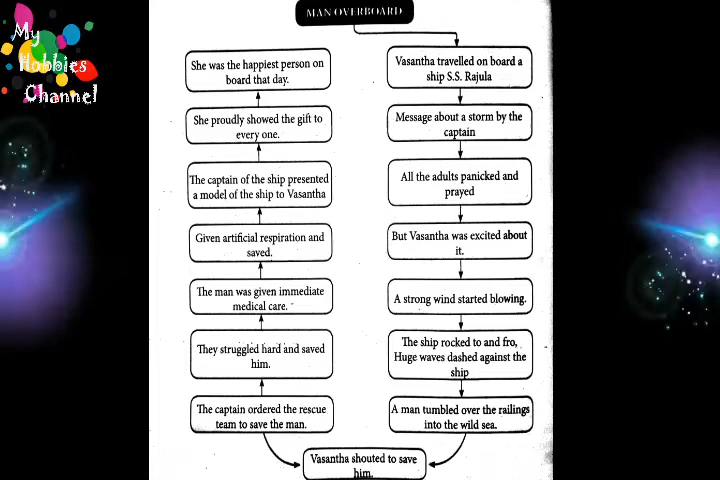 My
Hobbies
Channel
MAN OVERBOARD
Vasantha travelled on board a
ship S.S. Rajula
Message about a storm by the
captain
All the adults panicked and
prayed
But Vasantha was excited about
it.
A strong wind started blowing.
The ship rocked to and fro,
Huge waves dashed against the
ship
A man tumbled over the railings
into the wild sea.
Vasantha shouted to save
him.
The captain ordered the rescue
team to save the man.
They struggled hard and saved
him.
The man was given immediate
medical care.
Given artificial respiration and
saved.
The captain of the ship presented
a model of the ship to Vasantha
She proudly showed the gift to
every one.
She was the happiest person on
board that day.